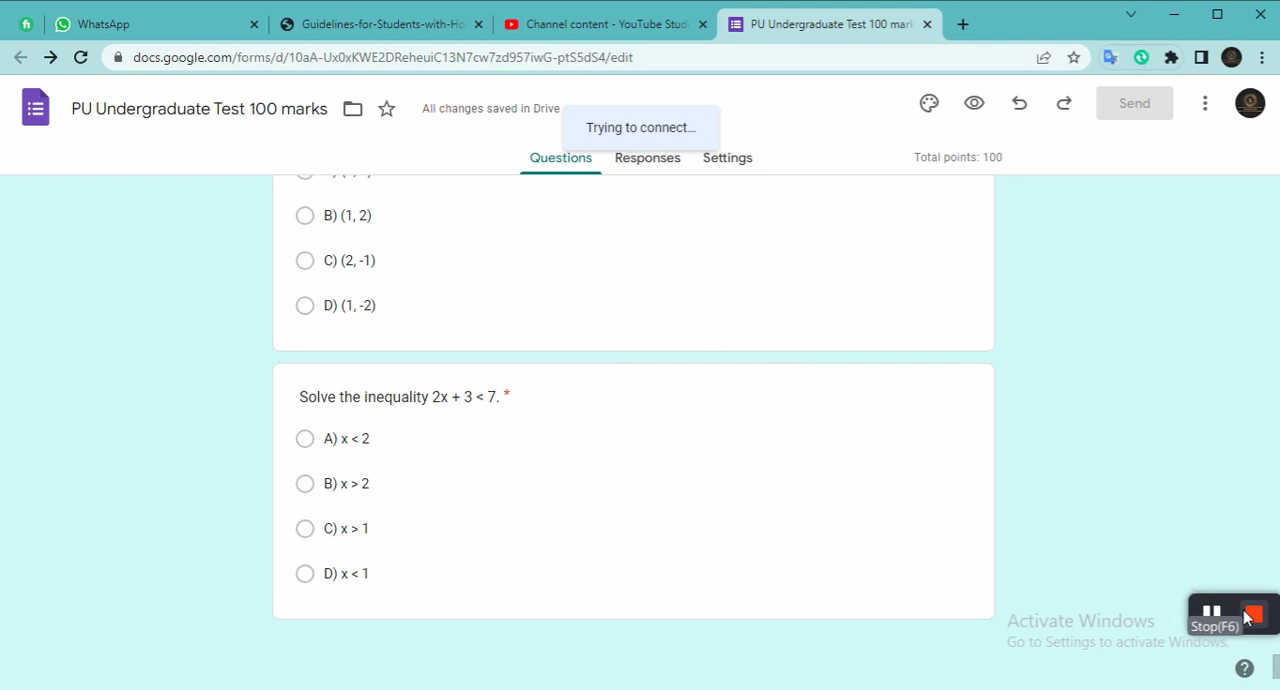 WhatsApp
Guidelines-for-Students-with-Ho
Channel content - YouTube Studi
PU Undergraduate Test 100 mark
docs.google.com/forms/d/10aA-Ux0xKWE2DReheuiC13N7cw7zd957iwG-ptS5dS4/edit
PU Undergraduate Test 100 marks
All changes saved in Drive
Trying to connect...
Send
Questions
Responses
Settings
Total points: 100
B) (1, 2)
C) (2, -1)
D) (1, -2)
Solve the inequality 2x + 3 < 7. *
A) x < 2
B) x > 2
C) x > 1
D) x < 1
Stop(F6)
Activate Windows
Go to Settings to activate Windows.